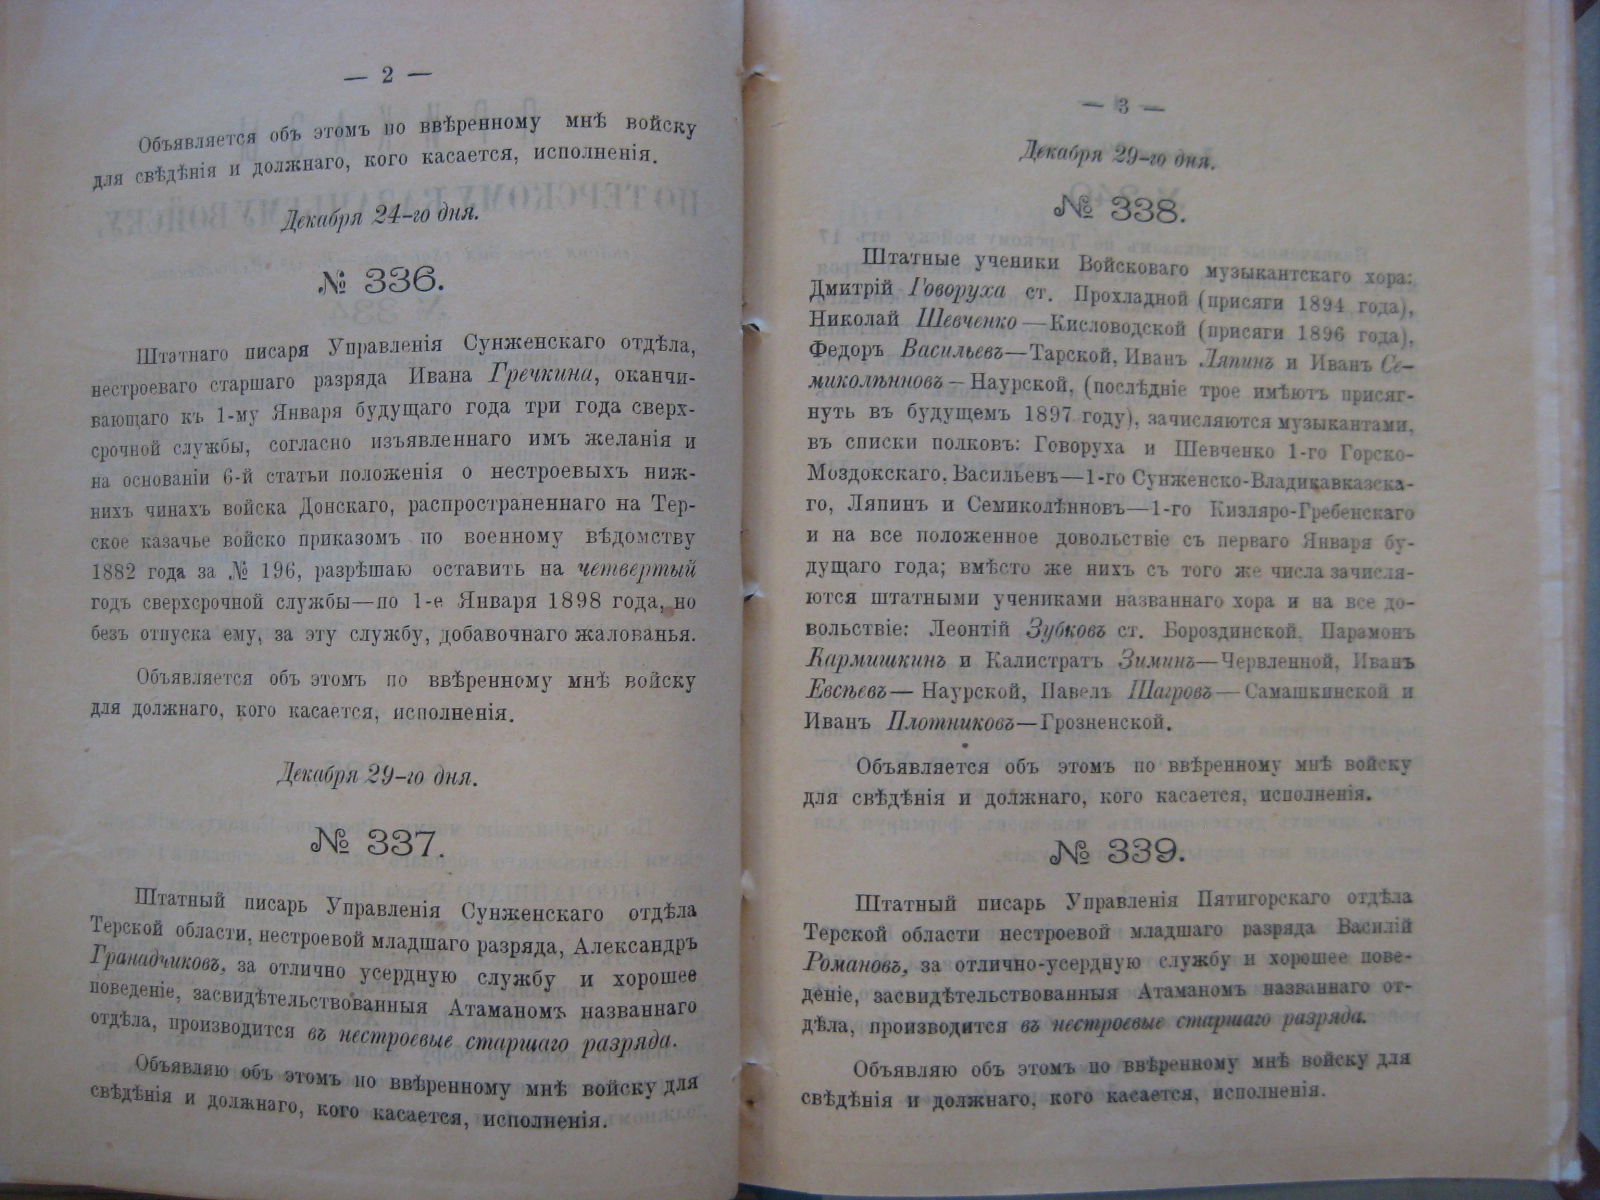 — 2 —
Объявляется объ этомъ по ввѣренному мнѣ войску
для свѣдѣнія и должнаго, кого касается, исполненія.
Декабря 24-го дня.
№ 336.
Штатнаго писаря Управленія Сунженскаго отдѣла,
нестроеваго старшаго разряда Ивана Гречкина, оканчи-
вающаго къ 1-му Января будущаго года три года сверх-
срочной службы, согласно изъявленнаго имъ желанія и
на основаніи 6-й статьи положенія о нестроевыхъ ниж-
нихъ чинахъ войска Донскаго, распространеннаго на Тер-
ское казачье войско приказомъ по военному вѣдомству
1882 года за № 196, разрѣшаю оставить на четвертый
годъ сверхсрочной службы—по 1-е Января 1898 года, но
безъ отпуска ему, за эту службу, добавочнаго жалованья.
Объявляется объ этомъ по ввѣренному мнѣ войску
для должнаго, кого касается, исполненія.
Декабря 29-го дня.
№ 337.
Штатный писарь Управленія Сунженскаго отдѣла
Терской области, нестроевой младшаго разряда, Александръ
Гранадчиковъ, за отлично усердную службу и хорошее
поведеніе, засвидѣтельствованныя Атаманомъ названнаго
отдѣла, производится въ нестроевые старшаго разряда.
Объявляю объ этомъ по ввѣренному мнѣ войску для
свѣдѣнія и должнаго, кого касается, исполненія.
— 3 —
Декабря 29-го дня.
№ 338.
Штатные ученики Войсковаго музыкантскаго хора:
Дмитрій Говоруха ст. Прохладной (присяги 1894 года),
Николай Шевченко—Кисловодской (присяги 1896 года),
Федоръ Васильевъ—Тарской, Иванъ Ляпинъ и Иванъ Се-
миколѣнновъ—Наурской, (послѣдніе трое имѣютъ присяг-
нуть въ будущемъ 1897 году), зачисляются музыкантами,
въ списки полковъ: Говоруха и Шевченко 1-го Горско-
Моздокскаго, Васильевъ—1-го Сунженско-Владикавказска-
го, Ляпинъ и Семиколѣнновъ—1-го Кизляро-Гребенскаго
и на все положенное довольствіе съ перваго Января бу-
дущаго года; вмѣсто же нихъ съ того же числа зачисля-
ются штатными учениками названнаго хора и на все до-
вольствіе: Леонтій Зубковъ ст. Бороздинской, Парамонъ
Кармишкинъ и Калистратъ Зиминъ—Червленной, Иванъ
Евсѣевъ—Наурской, Павелъ Шагровъ—Самашкинской и
Иванъ Плотниковъ—Грозненской.
Объявляется объ этомъ по ввѣренному мнѣ войску
для свѣдѣнія и должнаго, кого касается, исполненія.
№ 339.
Штатный писарь Управленія Пятигорскаго отдѣла
Терской области нестроевой младшаго разряда Василій
Романовъ, за отлично-усердную службу и хорошее пове-
деніе, засвидѣтельствованныя Атаманомъ названнаго от-
дѣла, производится въ нестроевые старшаго разряда.
Объявляю объ этомъ по ввѣренному мнѣ войску для
свѣдѣнія и должнаго, кого касается, исполненія.